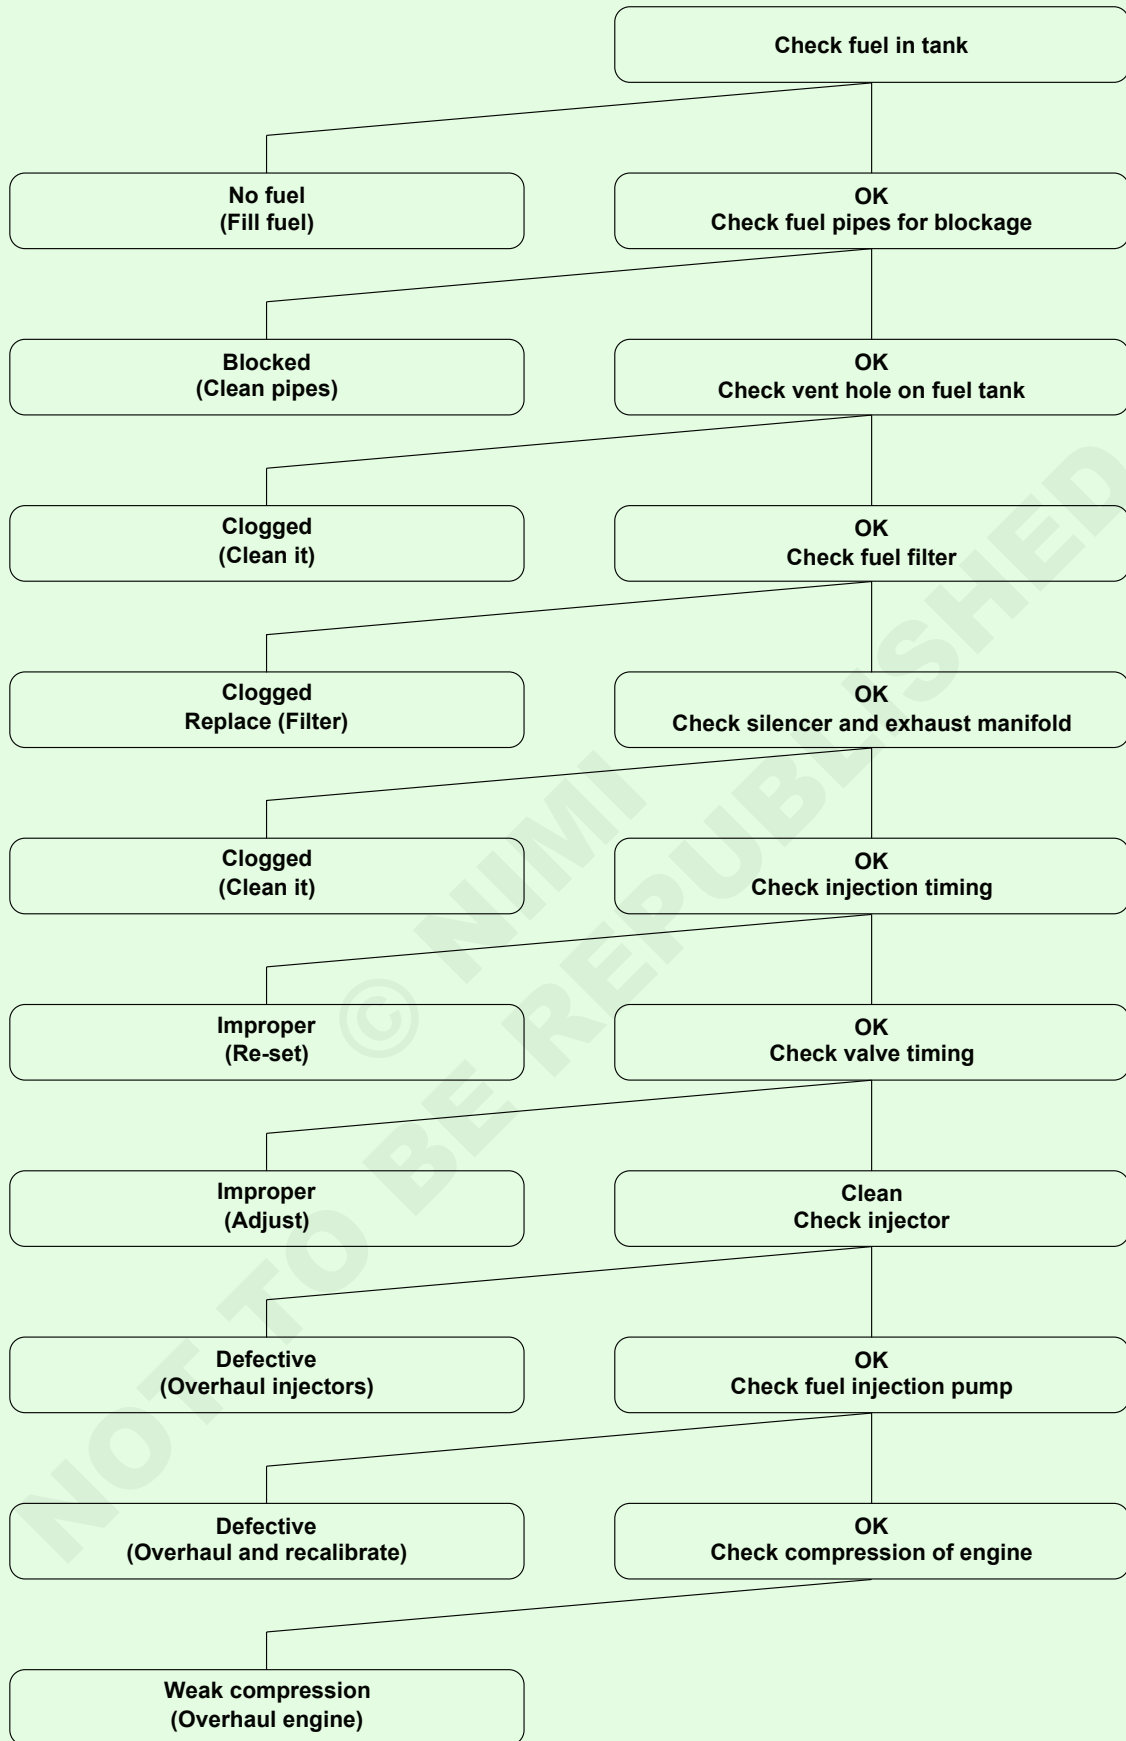 Check fuel in tank
No fuel
(Fill fuel)
OK
Check fuel pipes for blockage
Blocked
(Clean pipes)
OK
Check vent hole on fuel tank
Clogged
(Clean it)
OK
Check fuel filter
Clogged
Replace (Filter)
OK
Check silencer and exhaust manifold
Clogged
(Clean it)
OK
Check injection timing
Improper
(Re-set)
OK
Check valve timing
Improper
(Adjust)
Clean
Check injector
Defective
(Overhaul injectors)
OK
Check fuel injection pump
Defective
(Overhaul and recalibrate)
OK
Check compression of engine
Weak compression
(Overhaul engine)
© NIMI
NOT TO BE REPUBLISHED